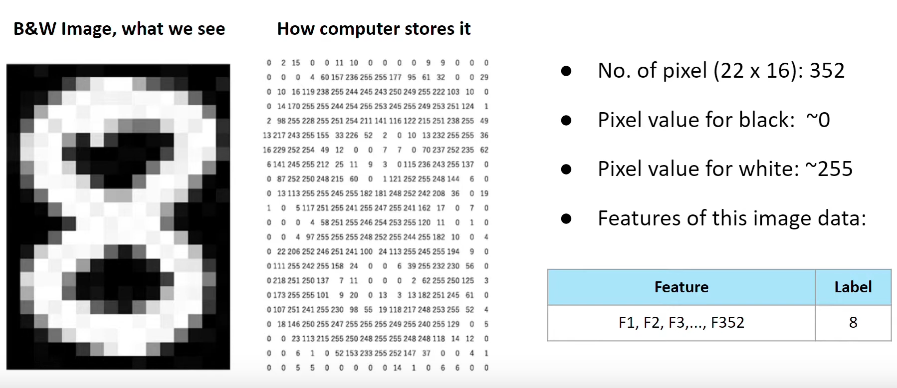 B&W Image, what we see
How computer stores it
0 2 15 0 0 11 10 0 0 0 0 9 9 0 0 0
0 0 0 4 60 157 236 255 255 177 95 61 32 0 0 29
0 10 16 119 238 255 244 245 243 250 249 255 222 103 10 0
0 14 170 255 255 244 254 255 253 245 255 249 253 251 124 1
2 98 255 228 255 251 254 211 141 116 122 215 251 238 255 49
13 217 243 255 155 33 226 52 2 0 10 13 232 255 255 36
16 229 252 254 49 12 0 0 7 7 0 70 237 252 235 62
6 141 245 255 212 25 11 9 3 0 115 236 243 255 137 0
0 87 252 250 248 215 60 0 1 121 252 255 248 144 6 0
0 13 113 255 255 245 255 182 181 248 252 242 208 36 0 19
1 0 5 117 251 255 241 255 247 255 241 162 17 0 7 0
0 0 0 4 58 251 255 246 254 253 255 120 11 0 1 0
0 0 4 97 255 255 255 248 252 255 244 255 182 10 0 4
0 22 206 252 246 251 241 100 24 113 255 245 255 194 9 0
0 111 255 242 255 158 24 0 0 6 39 255 232 230 56 0
0 218 251 250 137 7 11 0 0 0 2 62 255 250 125 3
0 173 255 255 101 9 20 0 13 3 13 182 251 245 61 0
0 107 251 241 255 230 98 55 19 118 217 248 253 255 52 4
0 18 146 250 255 247 255 255 255 249 255 240 255 129 0 5
0 0 23 113 215 255 250 248 255 255 248 248 118 14 12 0
0 0 6 1 0 52 153 233 255 252 147 37 0 0 4 1
0 0 5 5 0 0 0 0 0 14 1 0 6 6 0 0
● No. of pixel (22 x 16): 352
● Pixel value for black: ~0
● Pixel value for white: ~255
● Features of this image data:
Feature Label
F1, F2, F3,..., F352 8